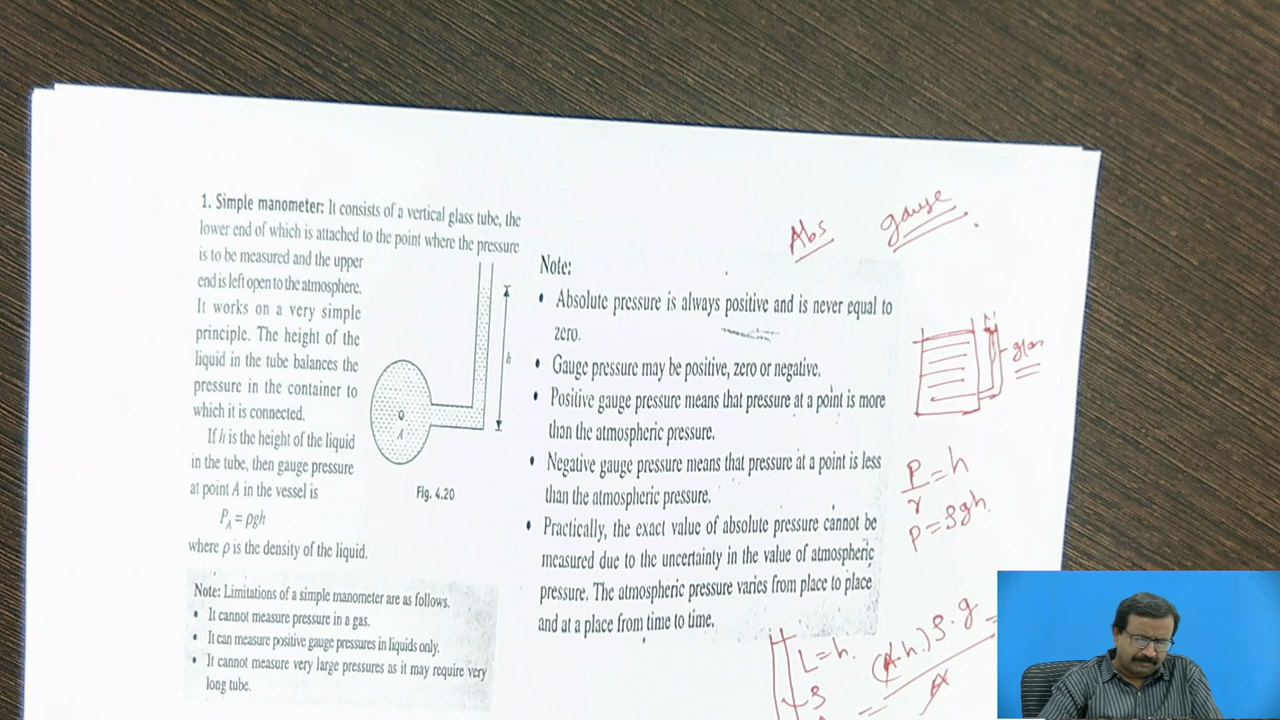 1. Simple manometer: It consists of a vertical glass tube, the
lower end of which is attached to the point where the pressure
is to be measured and the upper
end is left open to the atmosphere.
It works on a very simple
principle. The height of the
liquid in the tube balances the
pressure in the container to
which it is connected.
If h is the height of the liquid
in the tube, then gauge pressure
at point A in the vessel is
P_A = ρgh
where ρ is the density of the liquid.
h
A
Fig. 4.20
Note: Limitations of a simple manometer are as follows.
• It cannot measure pressure in a gas.
• It can measure positive gauge pressures in liquids only.
• It cannot measure very large pressures as it may require very
long tube.
Note:
• Absolute pressure is always positive and is never equal to
zero.
• Gauge pressure may be positive, zero or negative.
• Positive gauge pressure means that pressure at a point is more
than the atmospheric pressure.
• Negative gauge pressure means that pressure at a point is less
than the atmospheric pressure.
• Practically, the exact value of absolute pressure cannot be
measured due to the uncertainty in the value of atmospheric
pressure. The atmospheric pressure varies from place to place
and at a place from time to time.
Abs gauge
P/γ = h
P = ρgh
L = h.
ρ
(A·h.) ρ·g =
= A